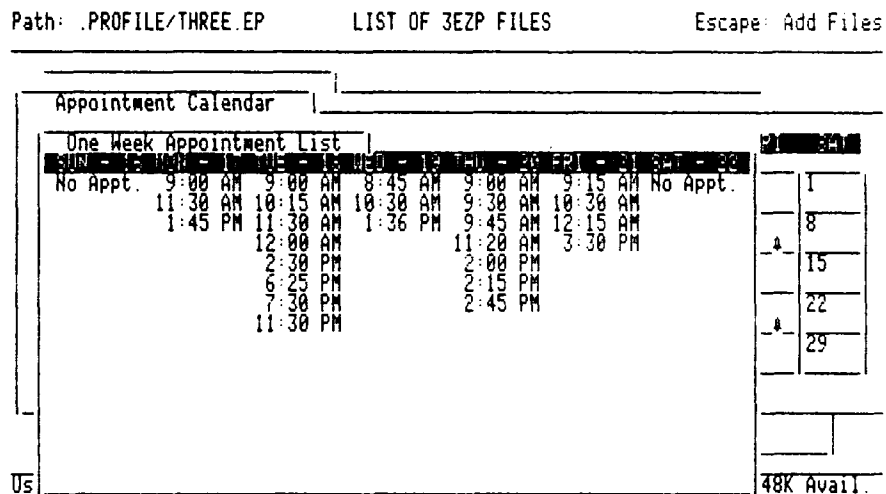 Path: .PROFILE/THREE.EP LIST OF 3EZP FILES Escape: Add Files
Appointment Calendar
One Week Appointment List
No Appt. 9:00 AM 9:00 AM 8:45 AM 9:00 AM 9:15 AM No Appt. 1
11:30 AM 10:15 AM 10:30 AM 9:30 AM 10:30 AM
1:45 PM 11:30 AM 1:36 PM 9:45 AM 12:15 AM 8
12:00 AM 11:20 AM 3:30 PM
2:30 PM 2:00 PM 15
6:25 PM 2:15 PM
7:30 PM 2:45 PM 22
11:30 PM
29
Us 48K Avail.